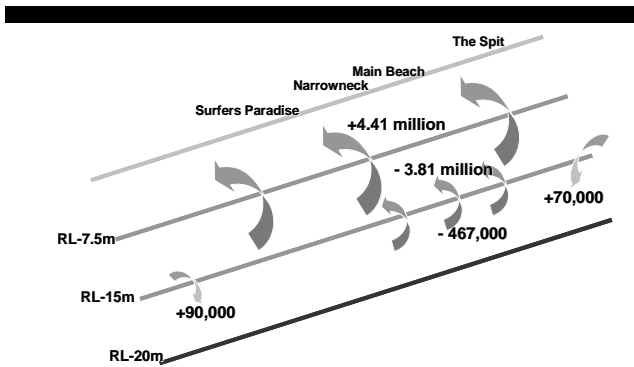 The Spit
Main Beach
Narrowneck
Surfers Paradise
+4.41 million
- 3.81 million
+70,000
- 467,000
RL-7.5m
RL-15m
+90,000
RL-20m